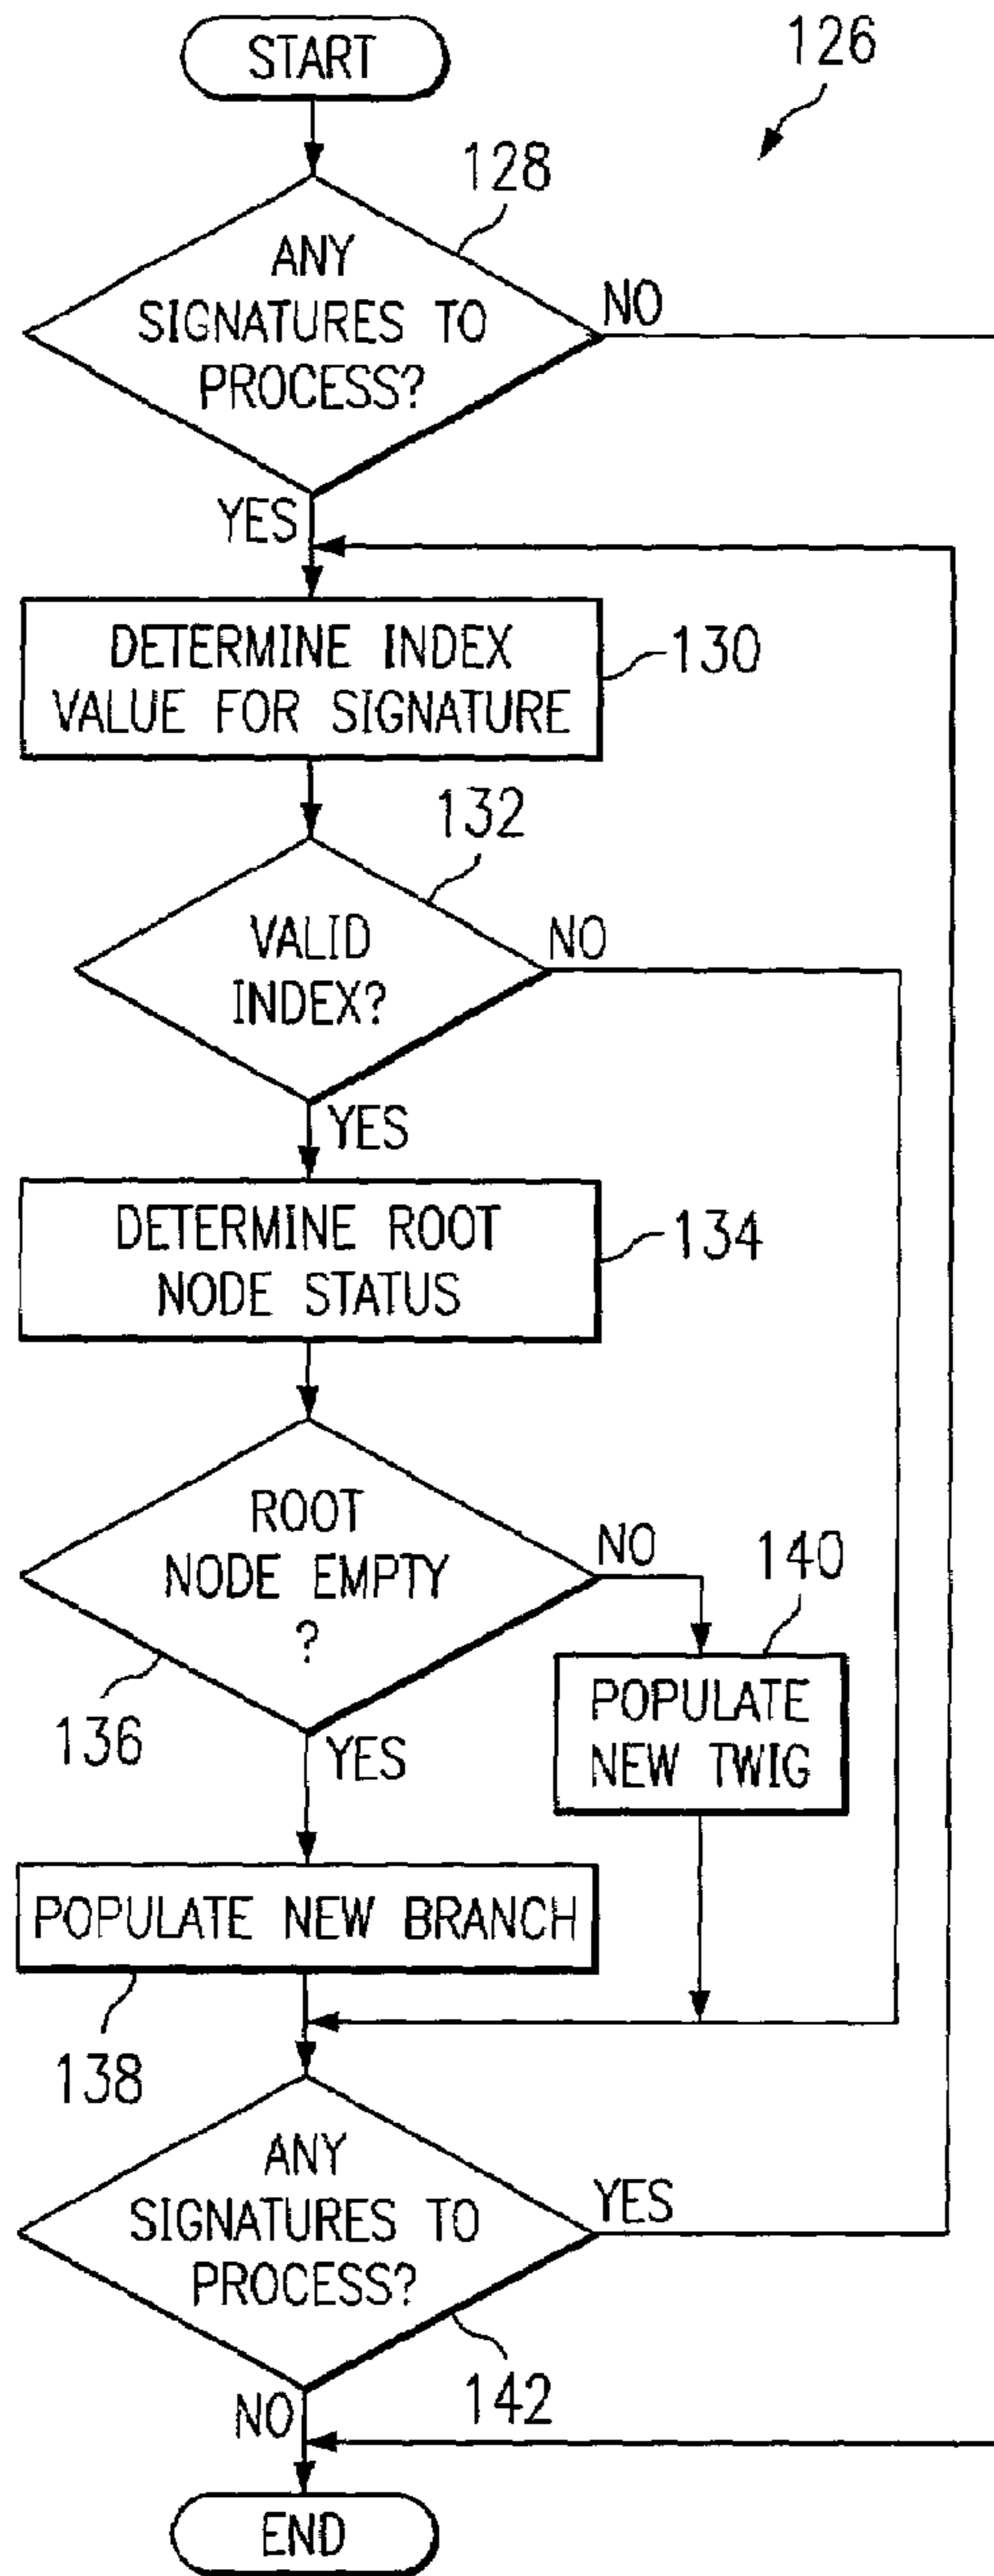 START
126
128
ANY
SIGNATURES TO
PROCESS?
NO
YES
DETERMINE INDEX
VALUE FOR SIGNATURE
130
132
VALID
INDEX?
NO
YES
DETERMINE ROOT
NODE STATUS
134
ROOT
NODE EMPTY
?
NO
140
136
YES
POPULATE
NEW TWIG
POPULATE NEW BRANCH
138
ANY
SIGNATURES TO
PROCESS?
YES
142
NO
END